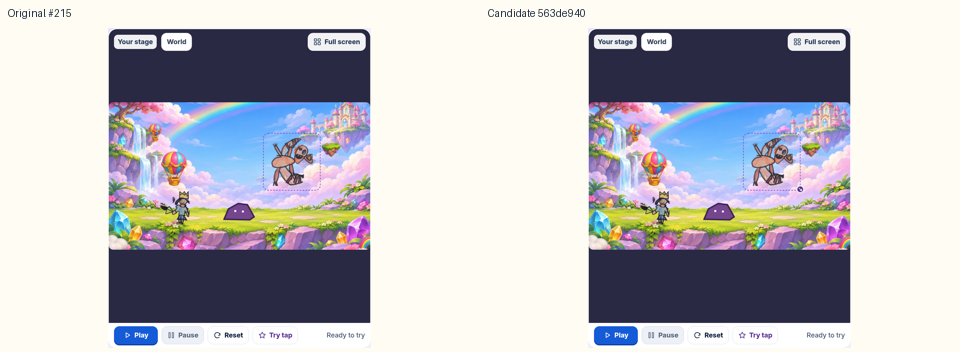 Original #215
Candidate 563de940
Your stage World Full screen
Your stage World Full screen
Play Pause Reset Try tap Ready to try
Play Pause Reset Try tap Ready to try